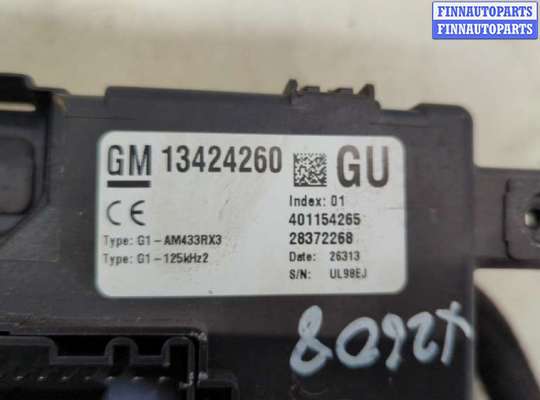 FINNAUTOPARTS
FINNAUTOPARTS
GM 13424260 GU
Index: 01
CE 401154265
Type: G1-AM433RX3 28372268
Type: G1-125kHz2 Date: 26313
S/N: UL98EJ